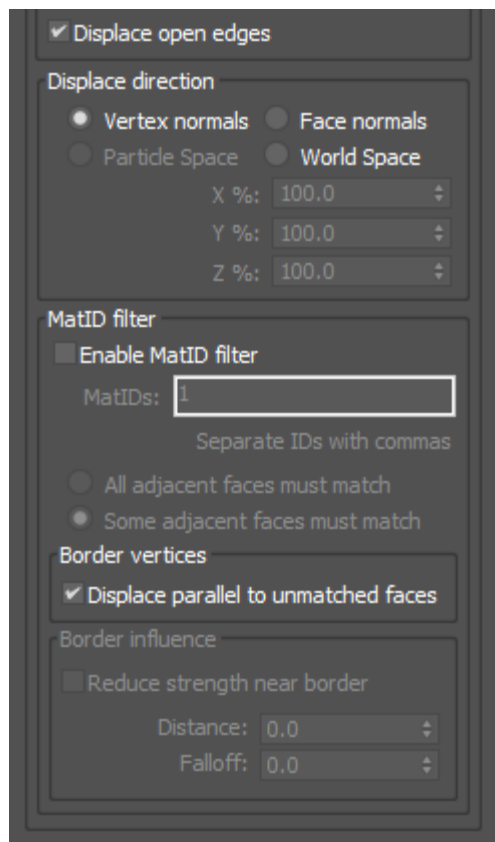 Displace open edges
Displace direction
Vertex normals Face normals
Particle Space World Space
X %: 100.0
Y %: 100.0
Z %: 100.0
MatID filter
Enable MatID filter
MatIDs: 1
Separate IDs with commas
All adjacent faces must match
Some adjacent faces must match
Border vertices
Displace parallel to unmatched faces
Border influence
Reduce strength near border
Distance: 0.0
Falloff: 0.0